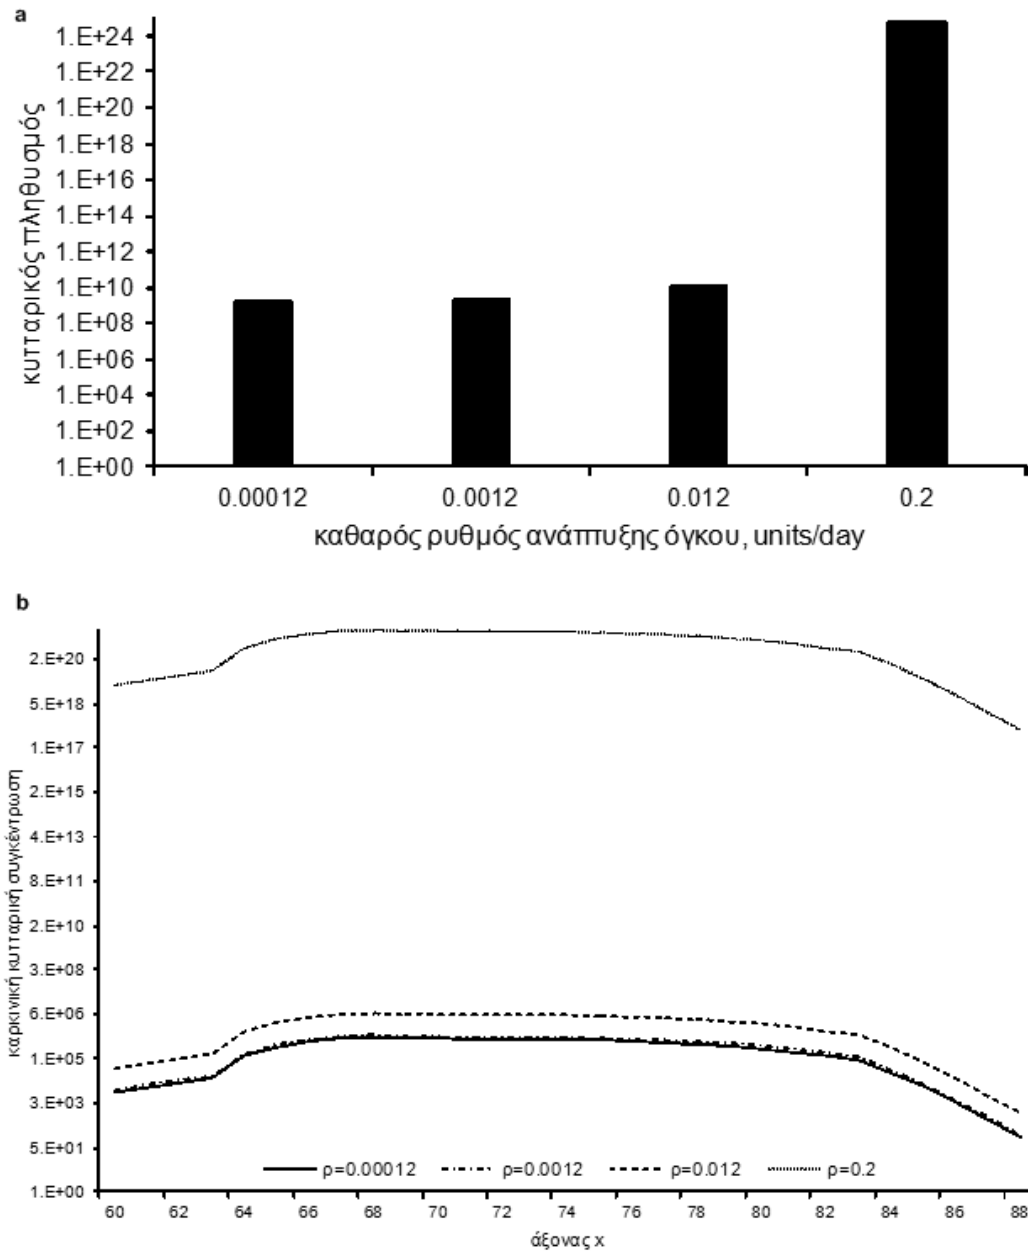 a
1.E+24
1.E+22
1.E+20
1.E+18
1.E+16
1.E+14
1.E+12
1.E+10
1.E+08
1.E+06
1.E+04
1.E+02
1.E+00
κυτταρικός πληθυσμός
0.00012 0.0012 0.012 0.2
καθαρός ρυθμός ανάπτυξης όγκου, units/day
b
2.E+20
5.E+18
1.E+17
2.E+15
4.E+13
8.E+11
2.E+10
3.E+08
6.E+06
1.E+05
3.E+03
5.E+01
1.E+00
καρκινική κυτταρική συγκέντρωση
ρ=0.00012 ρ=0.0012 ρ=0.012 ρ=0.2
60 62 64 66 68 70 72 74 76 78 80 82 84 86 88
άξονας x